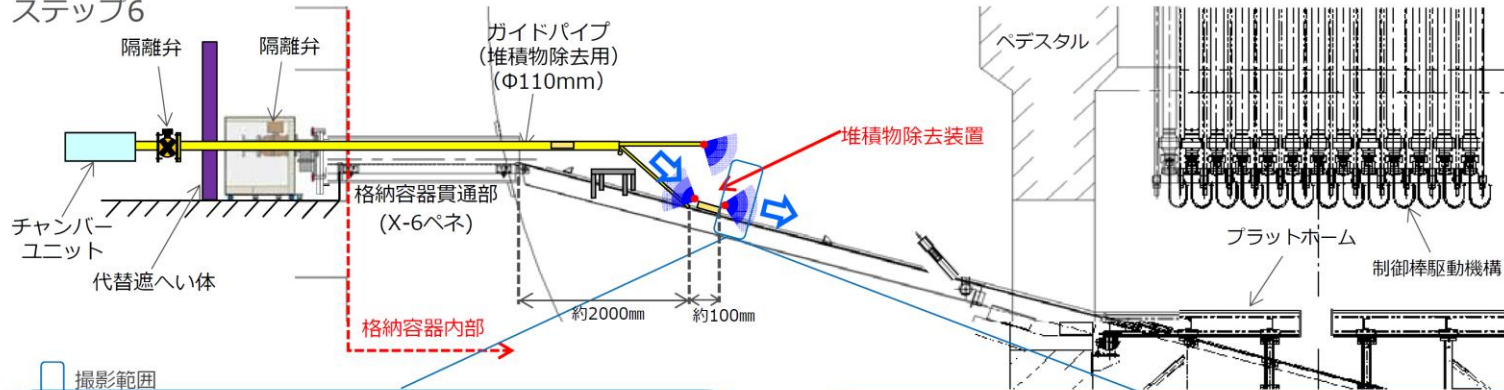 ステップ6
隔離弁
隔離弁
ガイドパイプ
（堆積物除去用）
（Φ110mm）
ペデスタル
堆積物除去装置
格納容器貫通部
(X-6ペネ)
チャンバー
ユニット
代替遮へい体
プラットホーム
制御棒駆動機構
約2000㎜
約100㎜
格納容器内部
撮影範囲